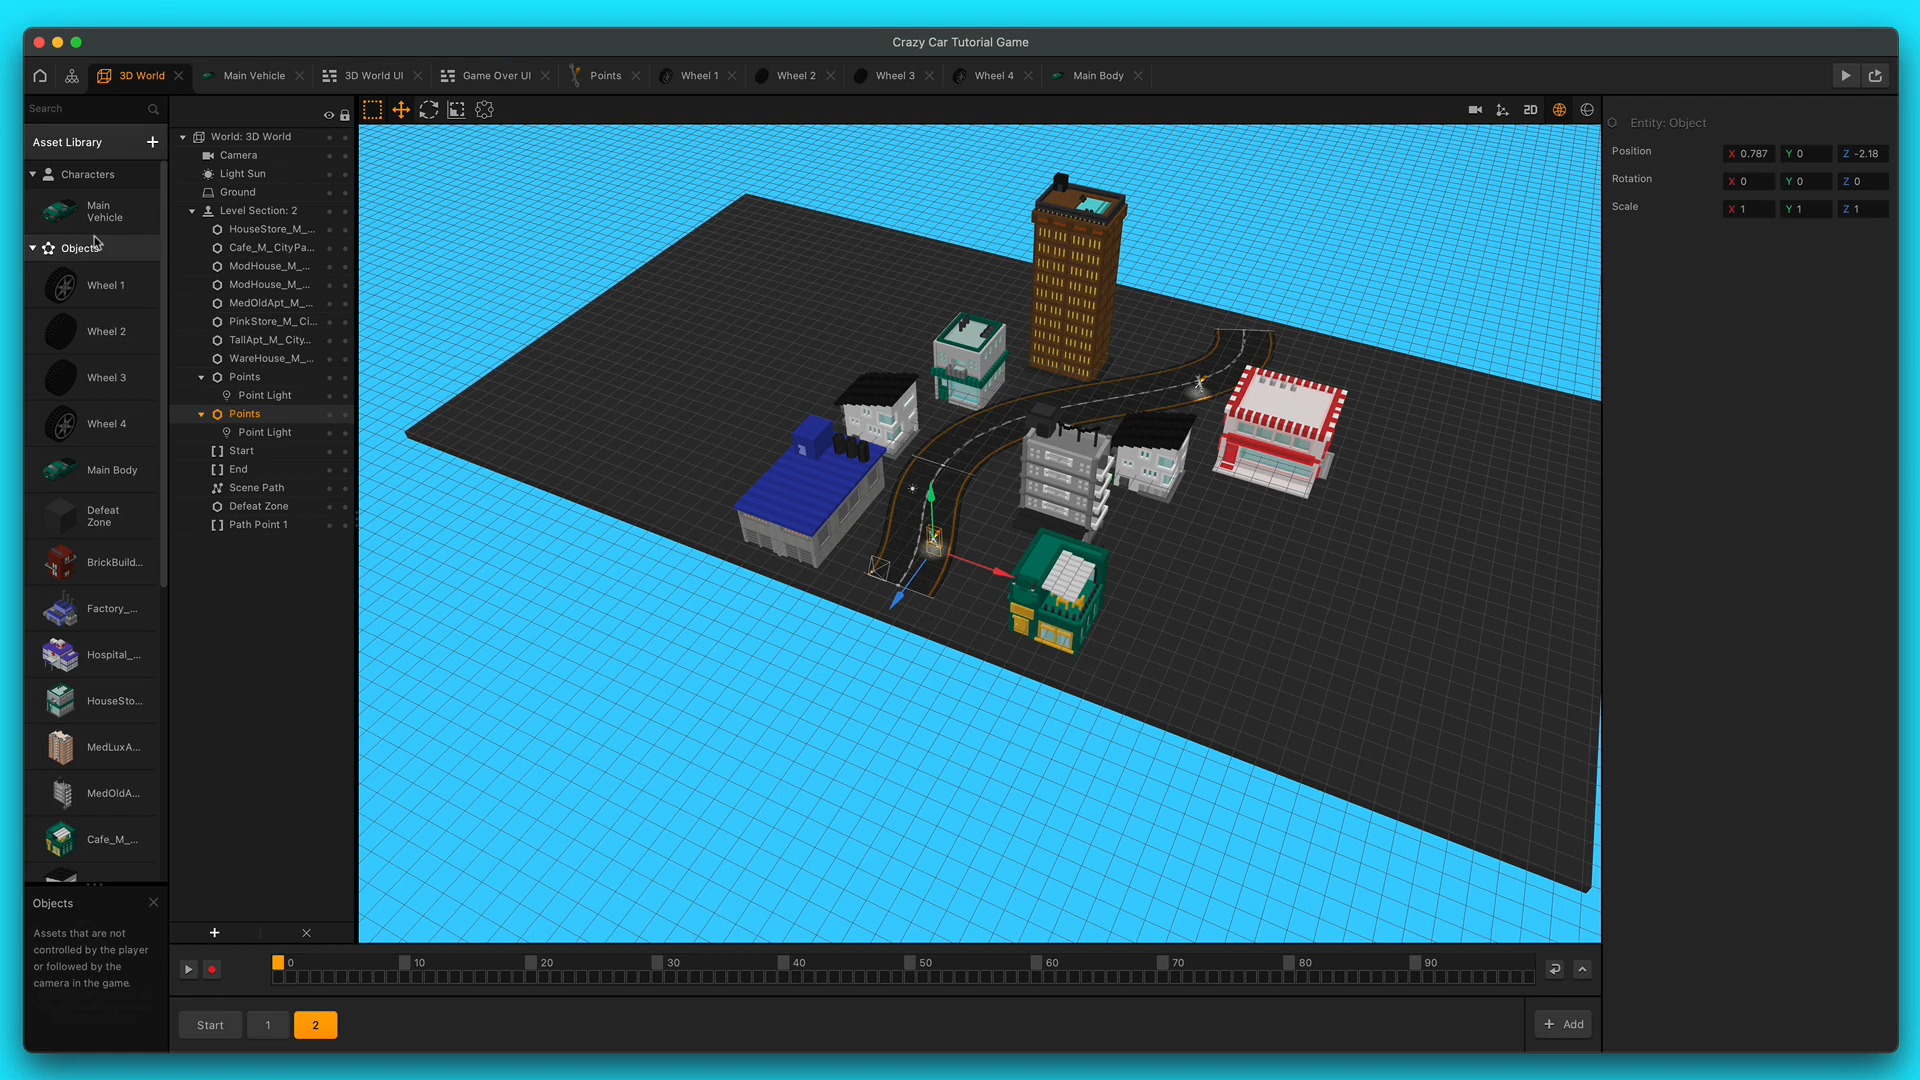 Crazy Car Tutorial Game
3D World
Main Vehicle
3D World UI
Game Over UI
Points
Wheel 1
Wheel 2
Wheel 3
Wheel 4
Main Body
Search
Asset Library
Characters
Main
Vehicle
Objects
Wheel 1
Wheel 2
Wheel 3
Wheel 4
Main Body
Defeat
Zone
BrickBuild...
Factory_...
Hospital_...
HouseSto...
MedLuxA...
MedOldA...
Cafe_M_...
Objects
Assets that are not
controlled by the player
or followed by the
camera in the game.
World: 3D World
Camera
Light Sun
Ground
Level Section: 2
HouseStore_M_...
Cafe_M_CityPa...
ModHouse_M_...
ModHouse_M_...
MedOldApt_M_...
PinkStore_M_Ci...
TallApt_M_City...
WareHouse_M_...
Points
Point Light
Points
Point Light
Start
End
Scene Path
Defeat Zone
Path Point 1
2D
Entity: Object
Position X 0.787 Y 0 Z -2.18
Rotation X 0 Y 0 Z 0
Scale X 1 Y 1 Z 1
0 10 20 30 40 50 60 70 80 90
Start 1 2
Add